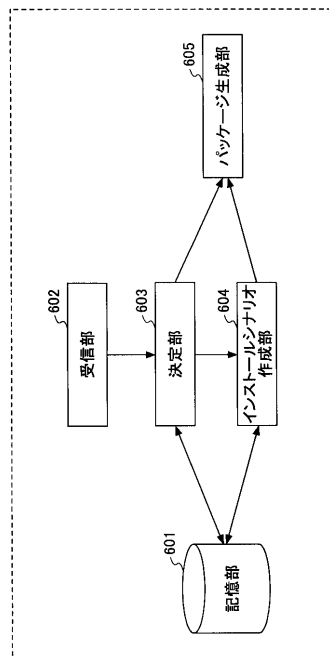 602
受信部
603
決定部
604
インストールシナリオ
作成部
605
パッケージ生成部
601
記憶部